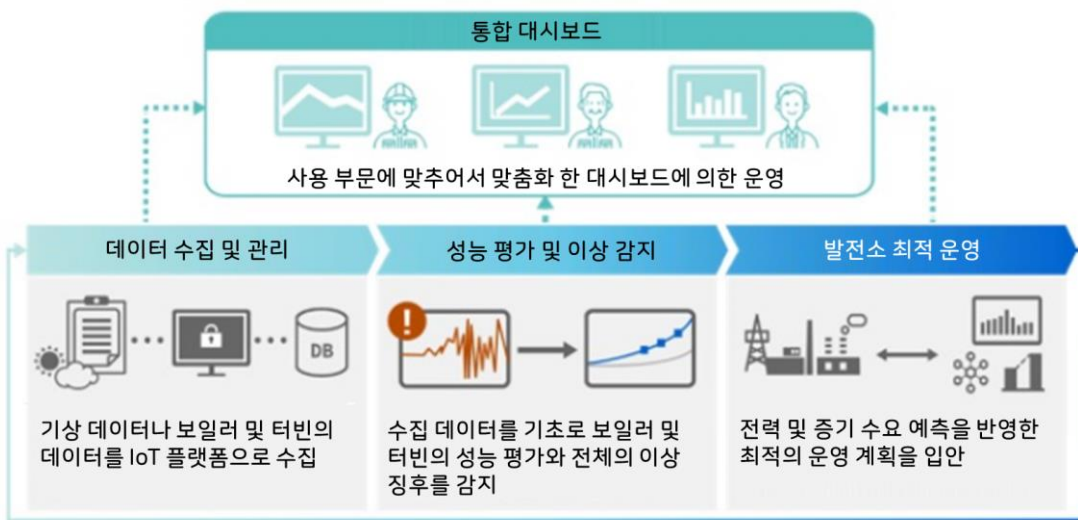 통합 대시보드
사용 부문에 맞추어서 맞춤화 한 대시보드에 의한 운영
데이터 수집 및 관리
성능 평가 및 이상 감지
발전소 최적 운영
DB
기상 데이터나 보일러 및 터빈의
데이터를 IoT 플랫폼으로 수집
수집 데이터를 기초로 보일러 및
터빈의 성능 평가와 전체의 이상
징후를 감지
전력 및 증기 수요 예측을 반영한
최적의 운영 계획을 입안